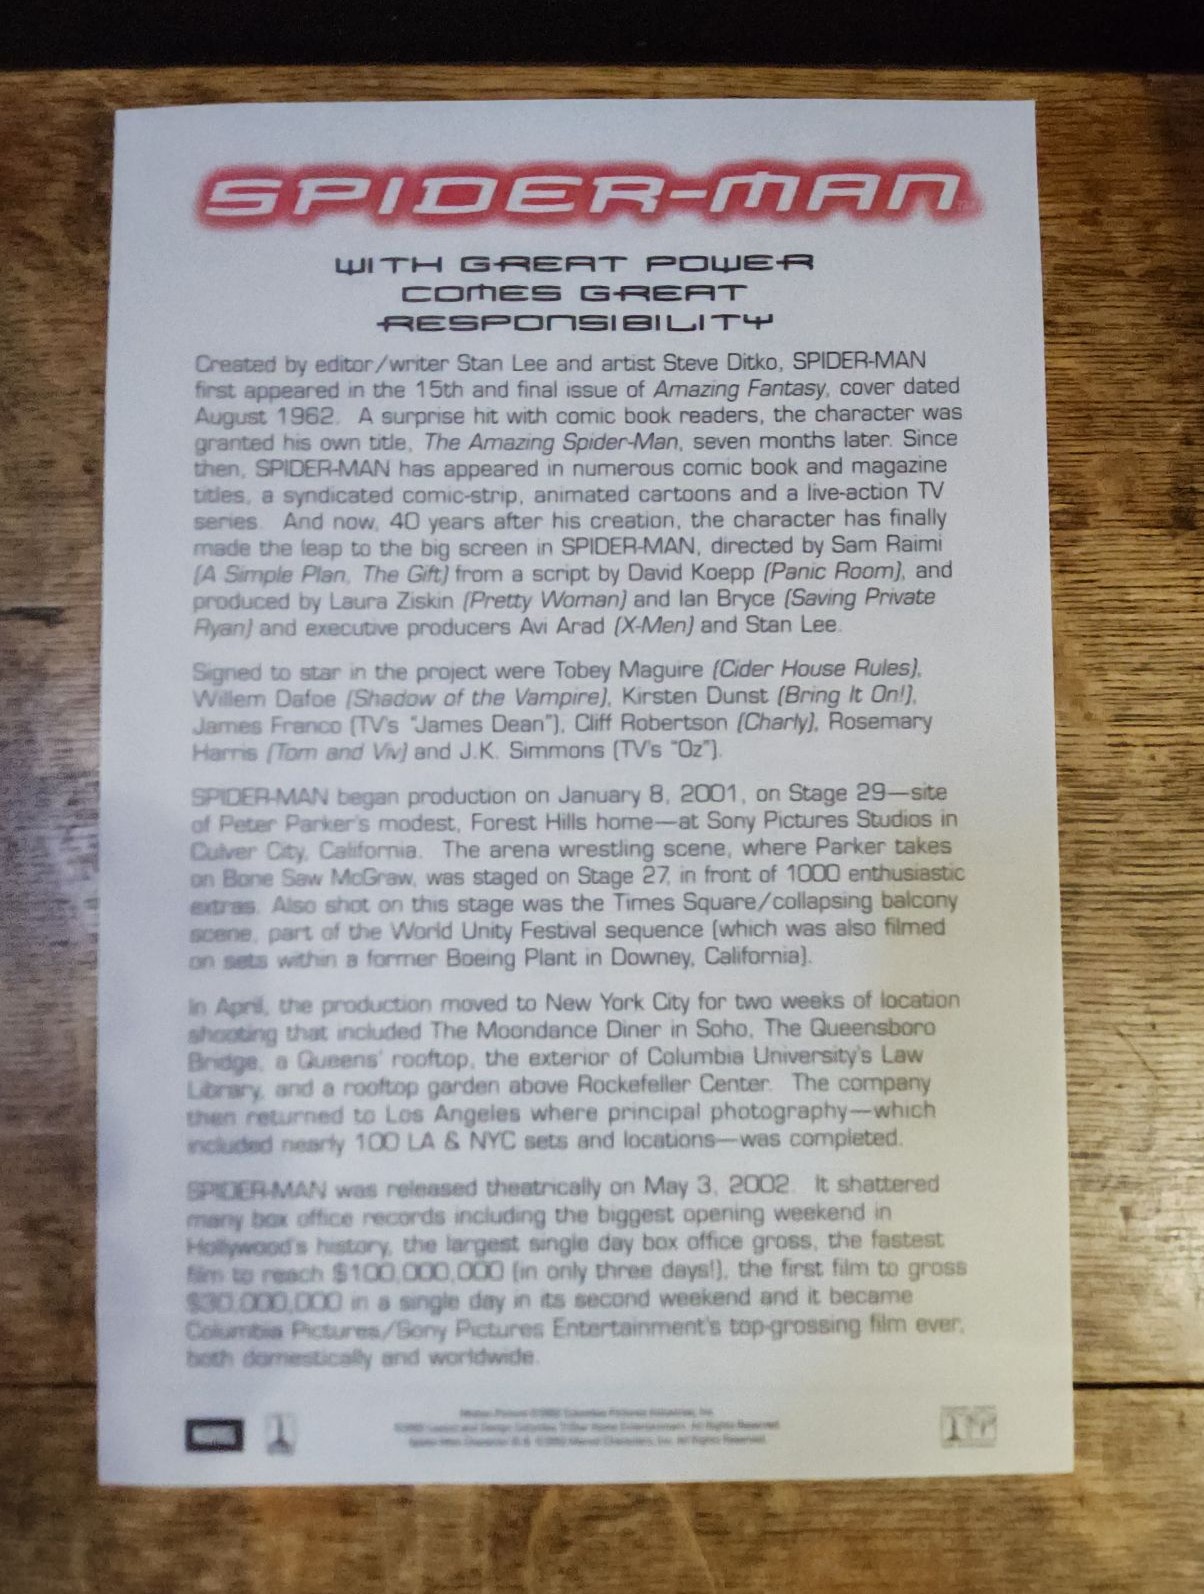 SPIDER-MAN
WITH GREAT POWER
COMES GREAT
RESPONSIBILITY
Created by editor/writer Stan Lee and artist Steve Ditko, SPIDER-MAN
first appeared in the 15th and final issue of Amazing Fantasy, cover dated
August 1962. A surprise hit with comic book readers, the character was
granted his own title, The Amazing Spider-Man, seven months later. Since
then, SPIDER-MAN has appeared in numerous comic book and magazine
titles, a syndicated comic-strip, animated cartoons and a live-action TV
series. And now, 40 years after his creation, the character has finally
made the leap to the big screen in SPIDER-MAN, directed by Sam Raimi
(A Simple Plan, The Gift) from a script by David Koepp (Panic Room), and
produced by Laura Ziskin (Pretty Woman) and Ian Bryce (Saving Private
Ryan) and executive producers Avi Arad (X-Men) and Stan Lee.
Signed to star in the project were Tobey Maguire (Cider House Rules),
Willem Dafoe (Shadow of the Vampire), Kirsten Dunst (Bring It On!),
James Franco (TV's "James Dean"), Cliff Robertson (Charly), Rosemary
Harris (Tom and Viv) and J.K. Simmons (TV's "Oz").
SPIDER-MAN began production on January 8, 2001, on Stage 29—site
of Peter Parker's modest, Forest Hills home—at Sony Pictures Studios in
Culver City, California. The arena wrestling scene, where Parker takes
on Bone Saw McGraw, was staged on Stage 27, in front of 1000 enthusiastic
extras. Also shot on this stage was the Times Square/collapsing balcony
scene, part of the World Unity Festival sequence (which was also filmed
on sets within a former Boeing Plant in Downey, California).
In April, the production moved to New York City for two weeks of location
shooting that included The Moondance Diner in Soho, The Queensboro
Bridge, a Queens' rooftop, the exterior of Columbia University's Law
Library, and a rooftop garden above Rockefeller Center. The company
then returned to Los Angeles where principal photography—which
included nearly 100 LA & NYC sets and locations—was completed.
SPIDER-MAN was released theatrically on May 3, 2002. It shattered
many box office records including the biggest opening weekend in
Hollywood's history, the largest single day box office gross, the fastest
film to reach $100,000,000 (in only three days!), the first film to gross
$30,000,000 in a single day in its second weekend and it became
Columbia Pictures/Sony Pictures Entertainment's top-grossing film ever,
both domestically and worldwide.